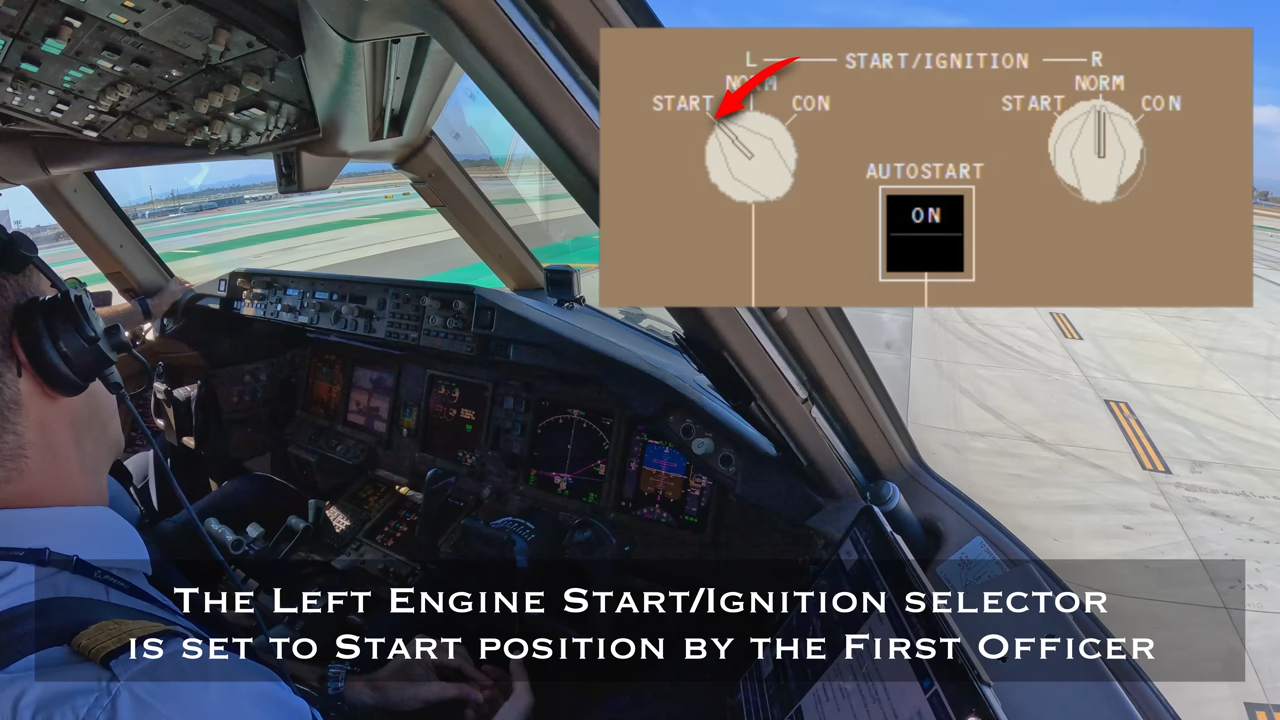 L START/IGNITION R
NORM NORM
START CON START CON
AUTOSTART
ON
THE LEFT ENGINE START/IGNITION SELECTOR
IS SET TO START POSITION BY THE FIRST OFFICER